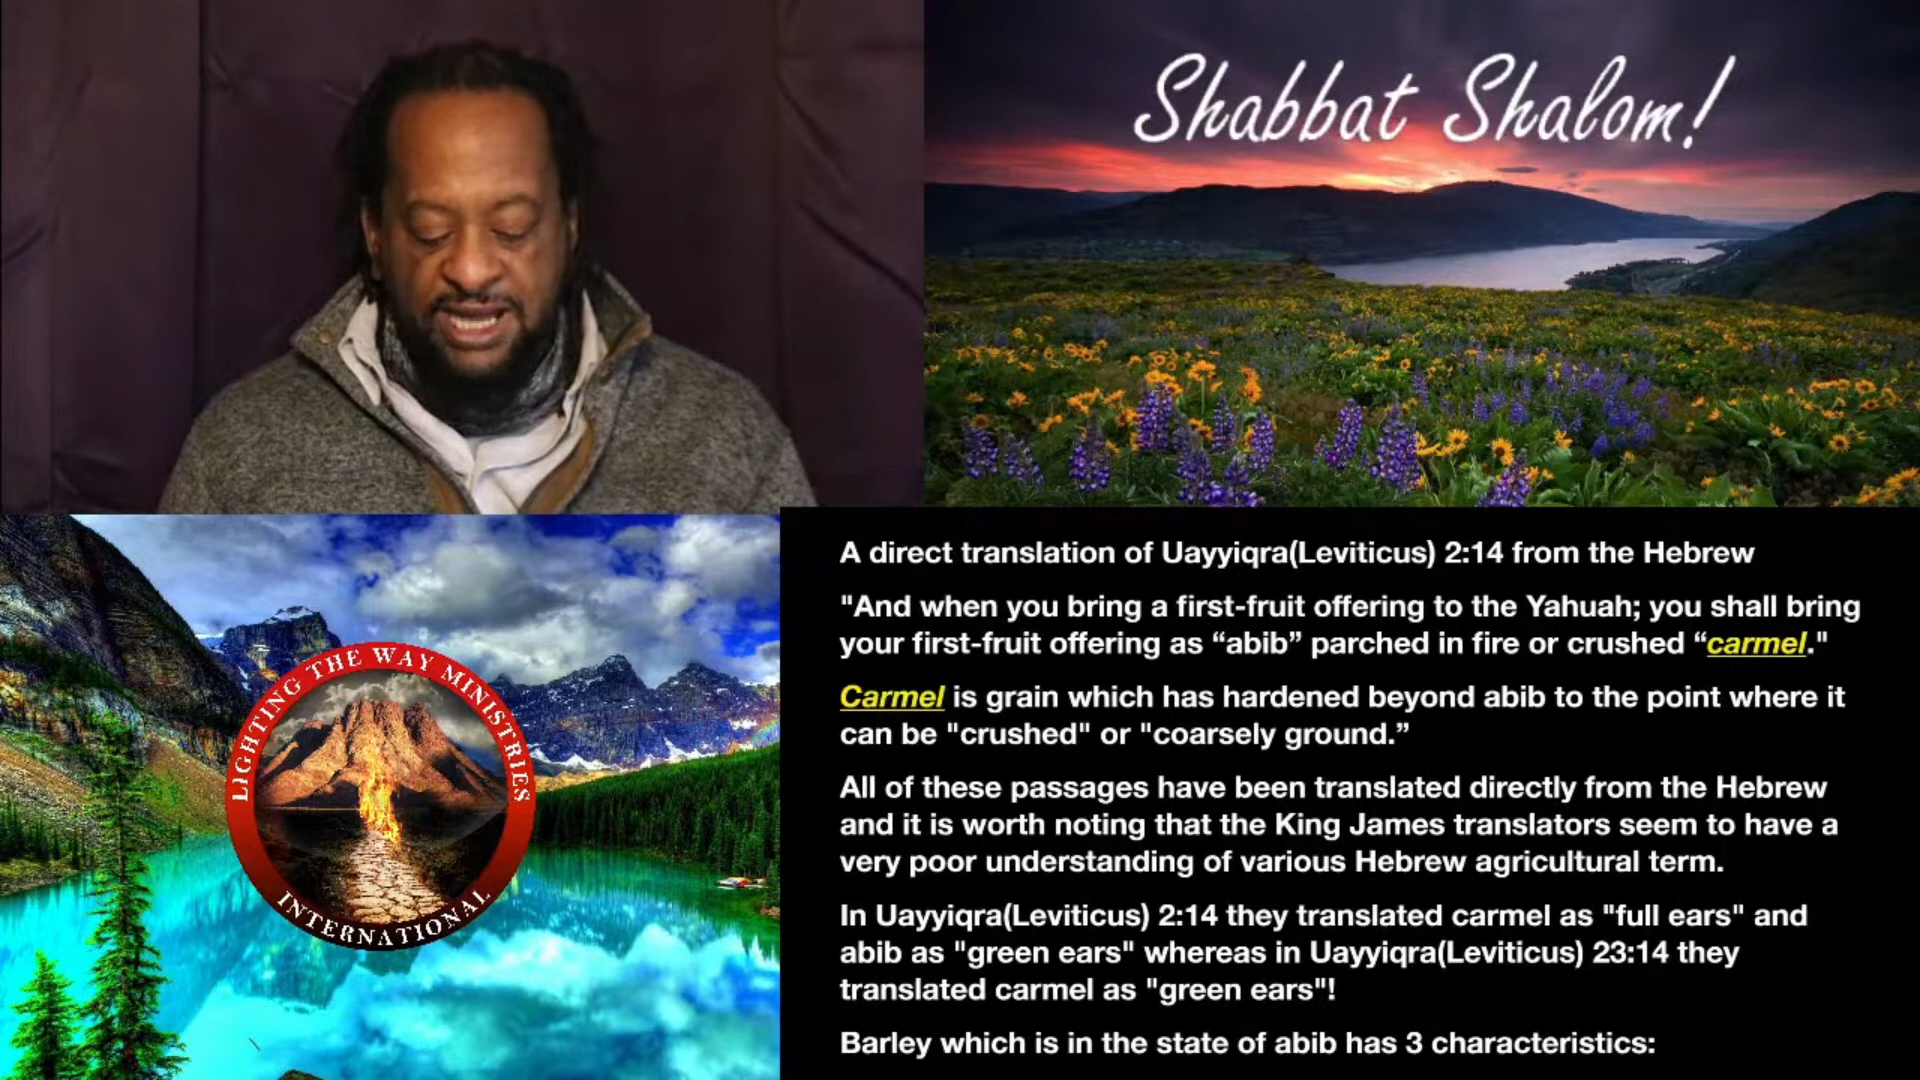 Shabbat Shalom!
LIGHTING THE WAY MINISTRIES
INTERNATIONAL
A direct translation of Uayyiqra(Leviticus) 2:14 from the Hebrew
"And when you bring a first-fruit offering to the Yahuah; you shall bring
your first-fruit offering as “abib” parched in fire or crushed “carmel."
Carmel is grain which has hardened beyond abib to the point where it
can be "crushed" or "coarsely ground.”
All of these passages have been translated directly from the Hebrew
and it is worth noting that the King James translators seem to have a
very poor understanding of various Hebrew agricultural term.
In Uayyiqra(Leviticus) 2:14 they translated carmel as "full ears" and
abib as "green ears" whereas in Uayyiqra(Leviticus) 23:14 they
translated carmel as "green ears"!
Barley which is in the state of abib has 3 characteristics: